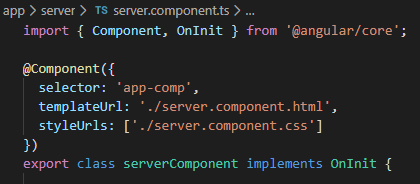 app > server > TS server.component.ts > ...
import { Component, OnInit } from '@angular/core';
@Component({
selector: 'app-comp',
templateUrl: './server.component.html',
styleUrls: ['./server.component.css']
})
export class serverComponent implements OnInit {